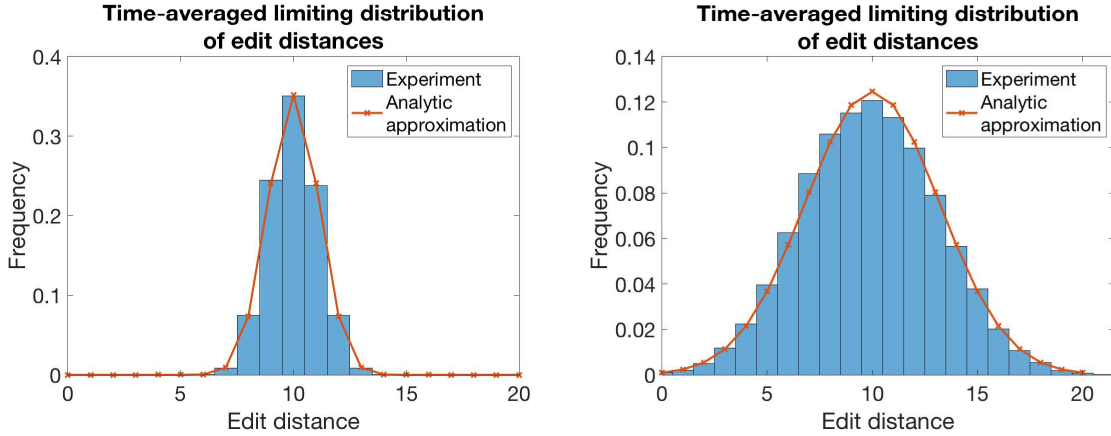 Time-averaged limiting distribution
of edit distances
0.4
0.3
0.2
0.1
0
Frequency
0
5
10
15
20
Edit distance
Experiment
Analytic
approximation
Time-averaged limiting distribution
of edit distances
0.14
0.12
0.1
0.08
0.06
0.04
0.02
0
Frequency
0
5
10
15
20
Edit distance
Experiment
Analytic
approximation